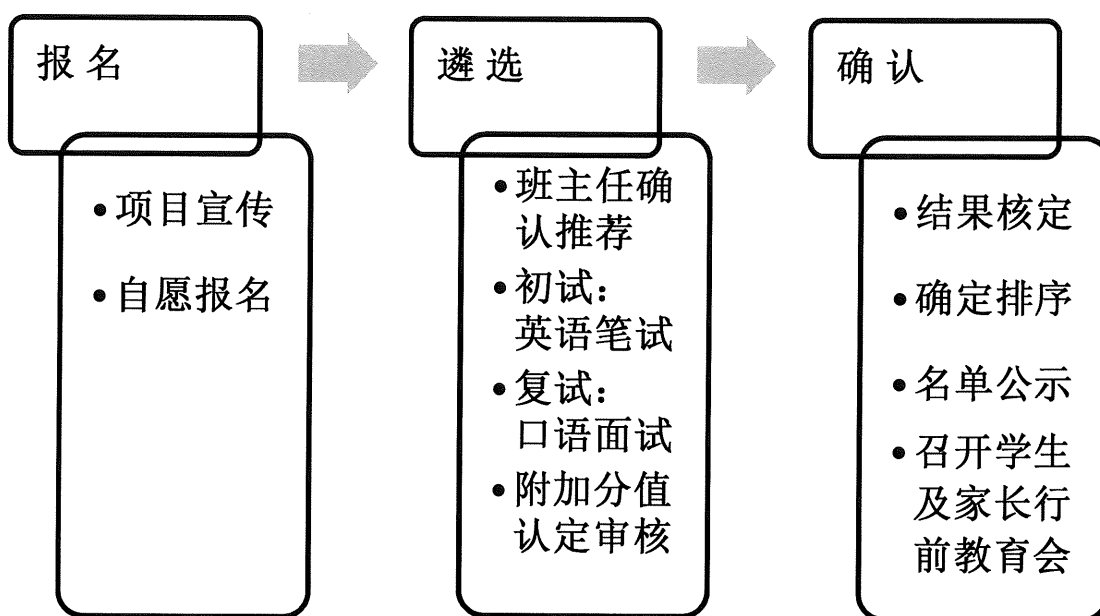 报名
• 项目宣传
• 自愿报名
遴选
• 班主任确
认推荐
• 初试：
英语笔试
• 复试：
口语面试
• 附加分值
认定审核
确认
• 结果核定
• 确定排序
• 名单公示
• 召开学生
及家长行
前教育会